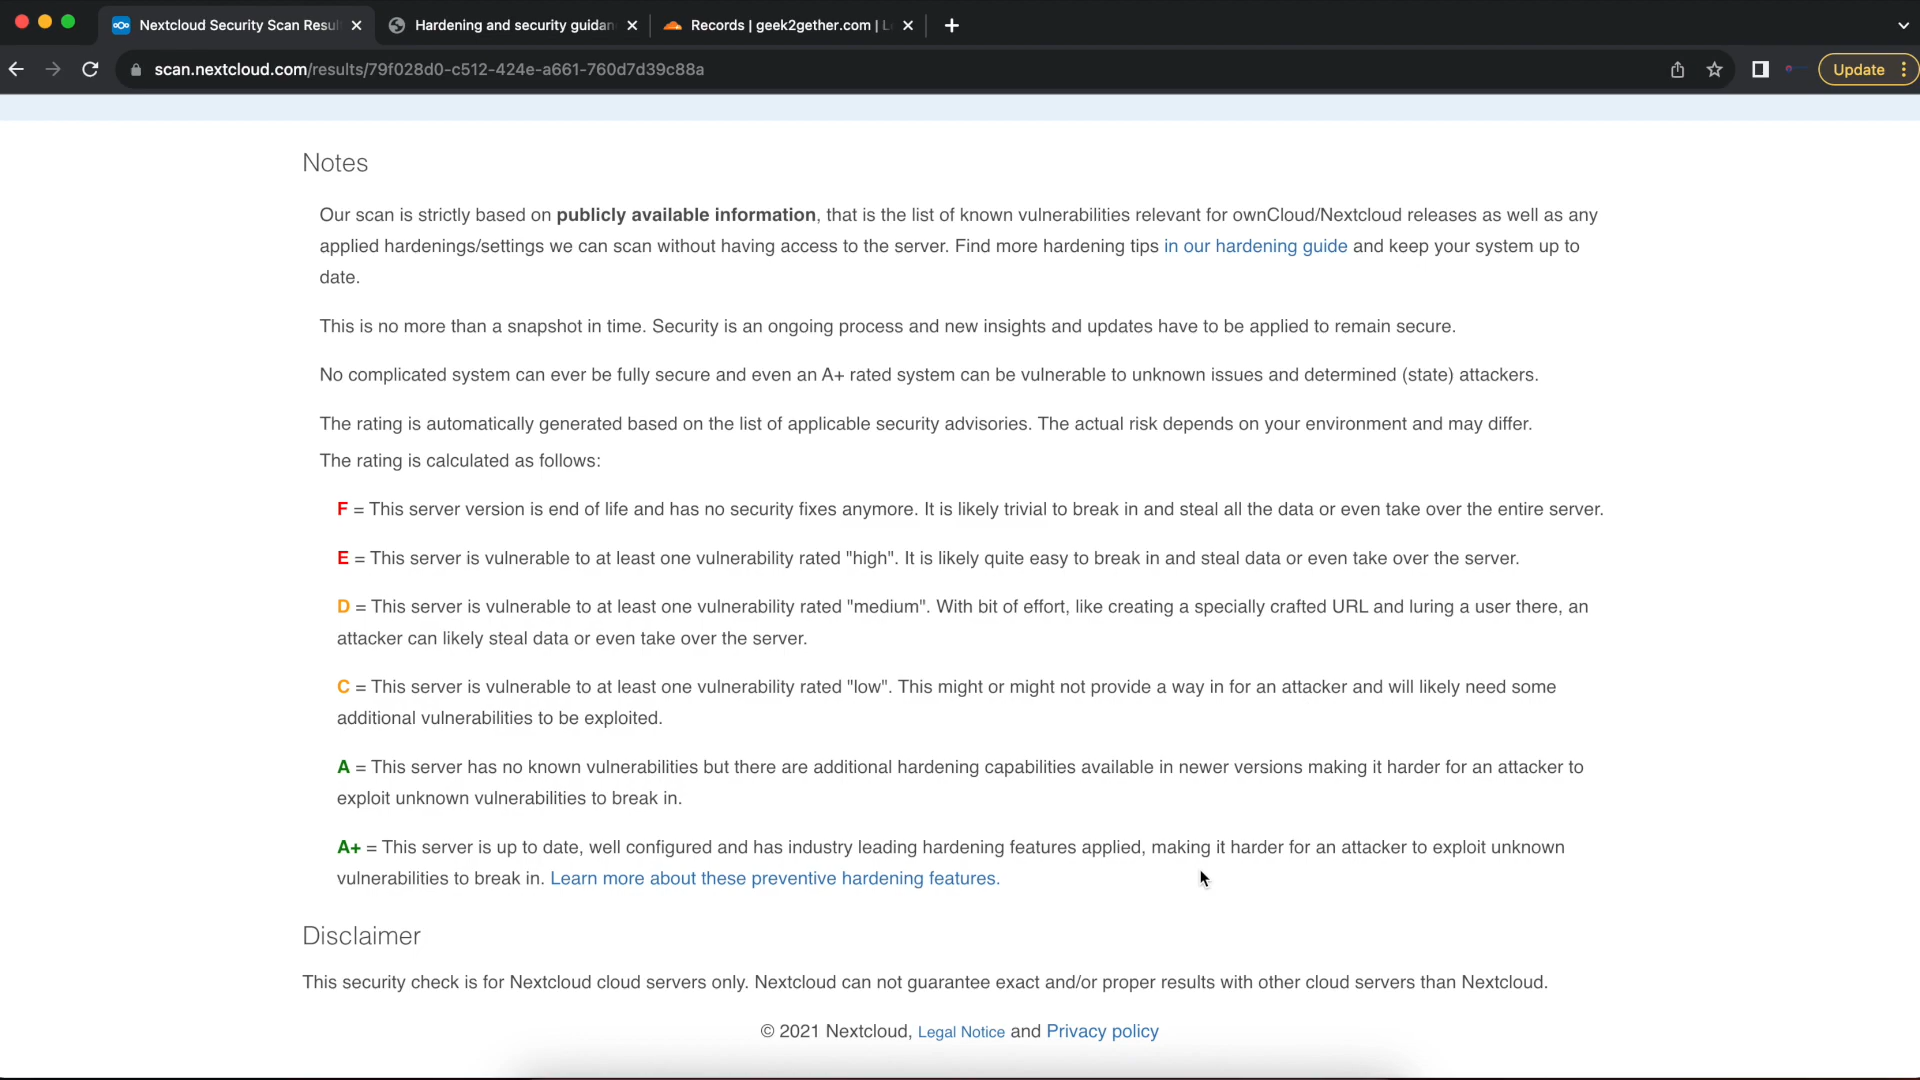 Nextcloud Security Scan Resul
Hardening and security guidan
Records | geek2gether.com | L
scan.nextcloud.com/results/79f028d0-c512-424e-a661-760d7d39c88a
Update
Notes
Our scan is strictly based on publicly available information, that is the list of known vulnerabilities relevant for ownCloud/Nextcloud releases as well as any
applied hardenings/settings we can scan without having access to the server. Find more hardening tips in our hardening guide and keep your system up to
date.
This is no more than a snapshot in time. Security is an ongoing process and new insights and updates have to be applied to remain secure.
No complicated system can ever be fully secure and even an A+ rated system can be vulnerable to unknown issues and determined (state) attackers.
The rating is automatically generated based on the list of applicable security advisories. The actual risk depends on your environment and may differ.
The rating is calculated as follows:
F = This server version is end of life and has no security fixes anymore. It is likely trivial to break in and steal all the data or even take over the entire server.
E = This server is vulnerable to at least one vulnerability rated "high". It is likely quite easy to break in and steal data or even take over the server.
D = This server is vulnerable to at least one vulnerability rated "medium". With bit of effort, like creating a specially crafted URL and luring a user there, an
attacker can likely steal data or even take over the server.
C = This server is vulnerable to at least one vulnerability rated "low". This might or might not provide a way in for an attacker and will likely need some
additional vulnerabilities to be exploited.
A = This server has no known vulnerabilities but there are additional hardening capabilities available in newer versions making it harder for an attacker to
exploit unknown vulnerabilities to break in.
A+ = This server is up to date, well configured and has industry leading hardening features applied, making it harder for an attacker to exploit unknown
vulnerabilities to break in. Learn more about these preventive hardening features.
Disclaimer
This security check is for Nextcloud cloud servers only. Nextcloud can not guarantee exact and/or proper results with other cloud servers than Nextcloud.
© 2021 Nextcloud, Legal Notice and Privacy policy